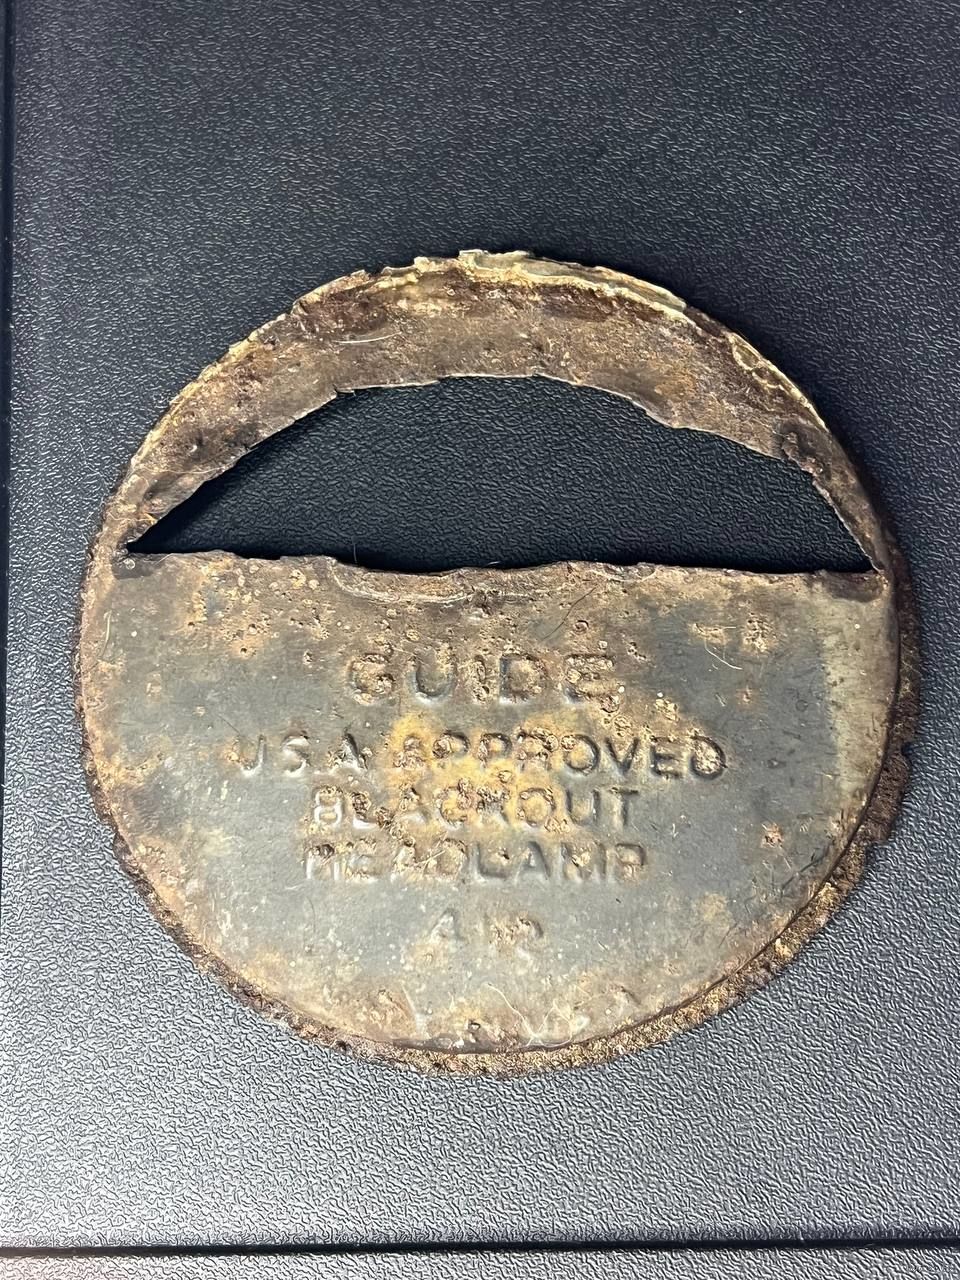 GUIDE
U.S.A. APPROVED
BLACKOUT
HEADLAMP